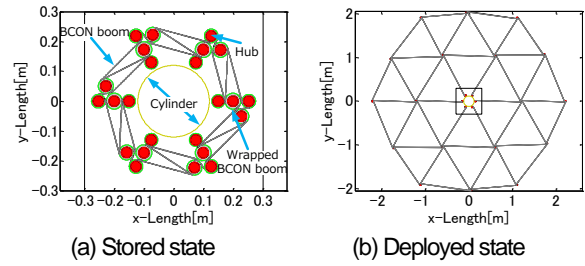 0.3
0.2
0.1
0
-0.1
-0.2
-0.3
y-Length[m]
BCON boom
Hub
Cylinder
Wrapped
BCON boom
-0.3 -0.2 -0.1 0 0.1 0.2 0.3
x-Length[m]
(a) Stored state
2
1
0
-1
-2
y-Length[m]
-2 -1 0 1 2
x-Length[m]
(b) Deployed state